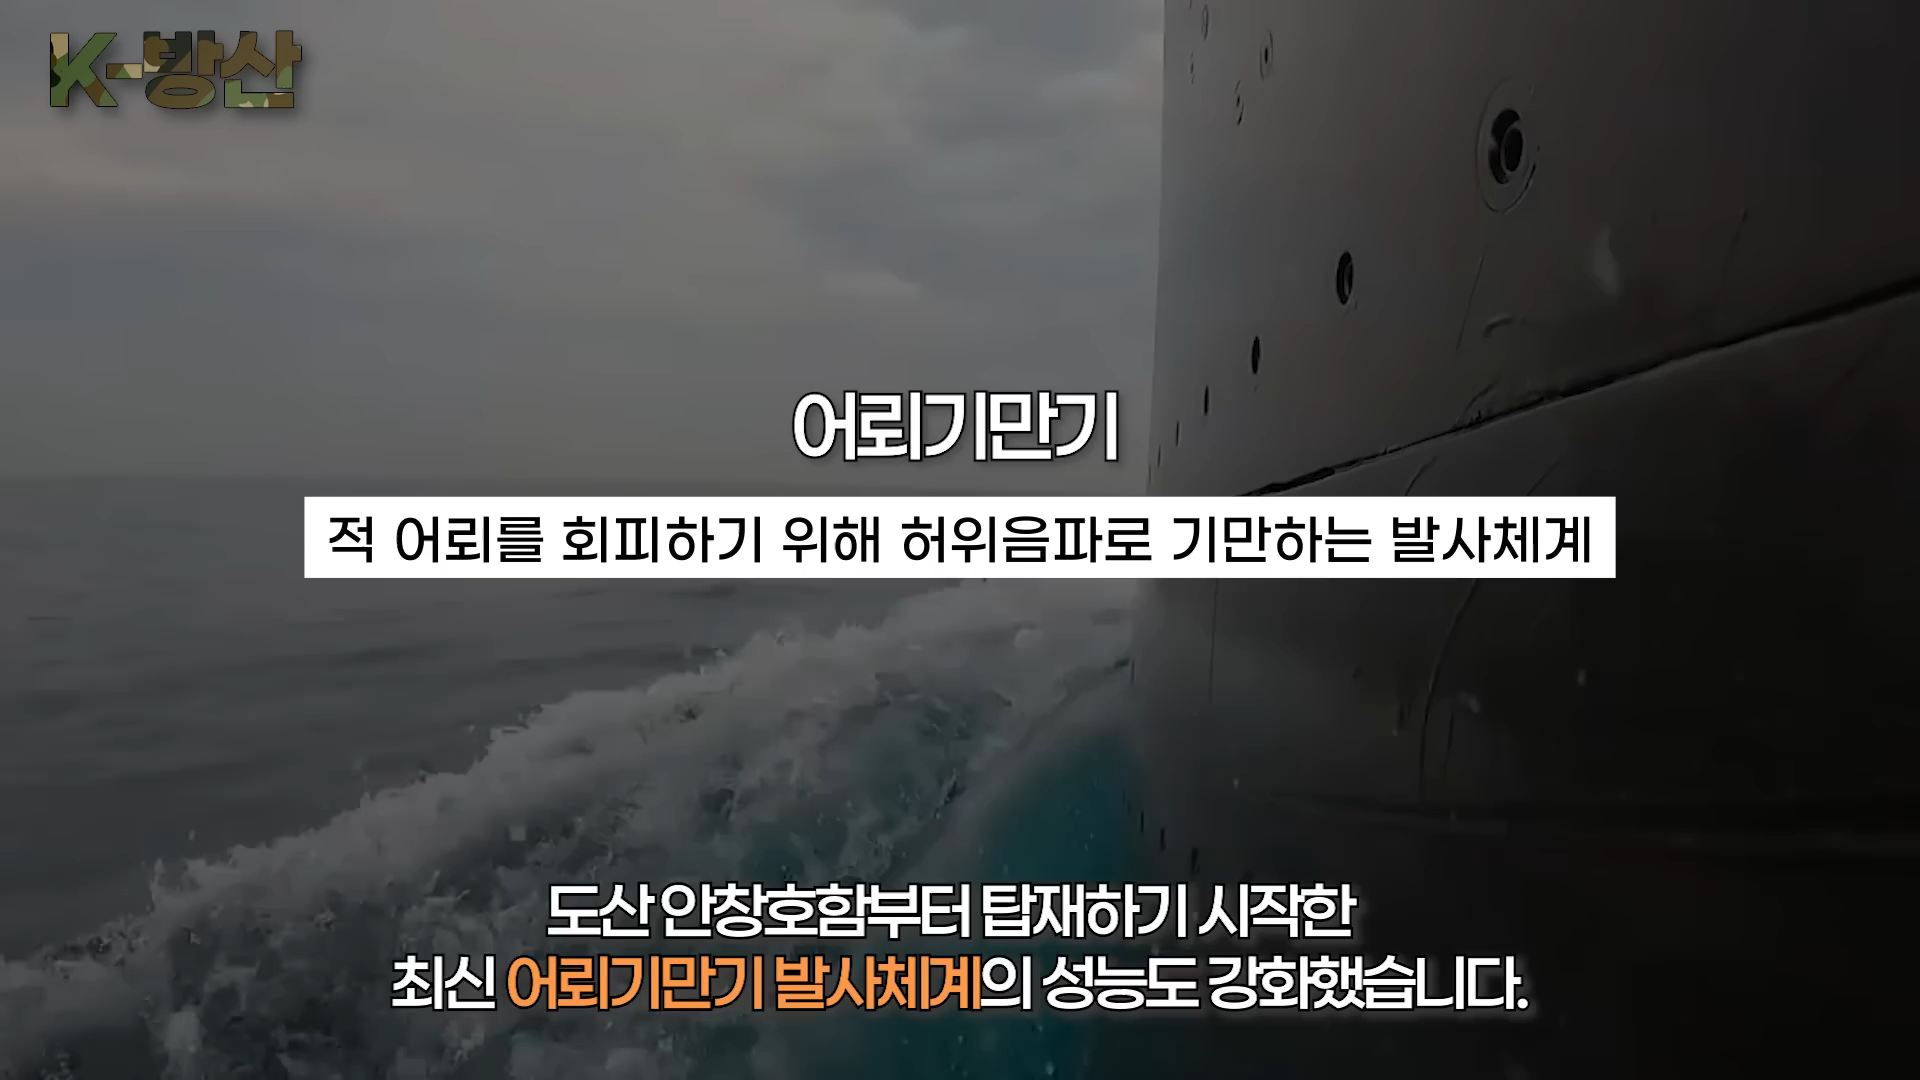 K-방산
어뢰기만기
적 어뢰를 회피하기 위해 허위음파로 기만하는 발사체계
도산 안창호함부터 탑재하기 시작한
최신 어뢰기만기 발사체계의 성능도 강화했습니다.